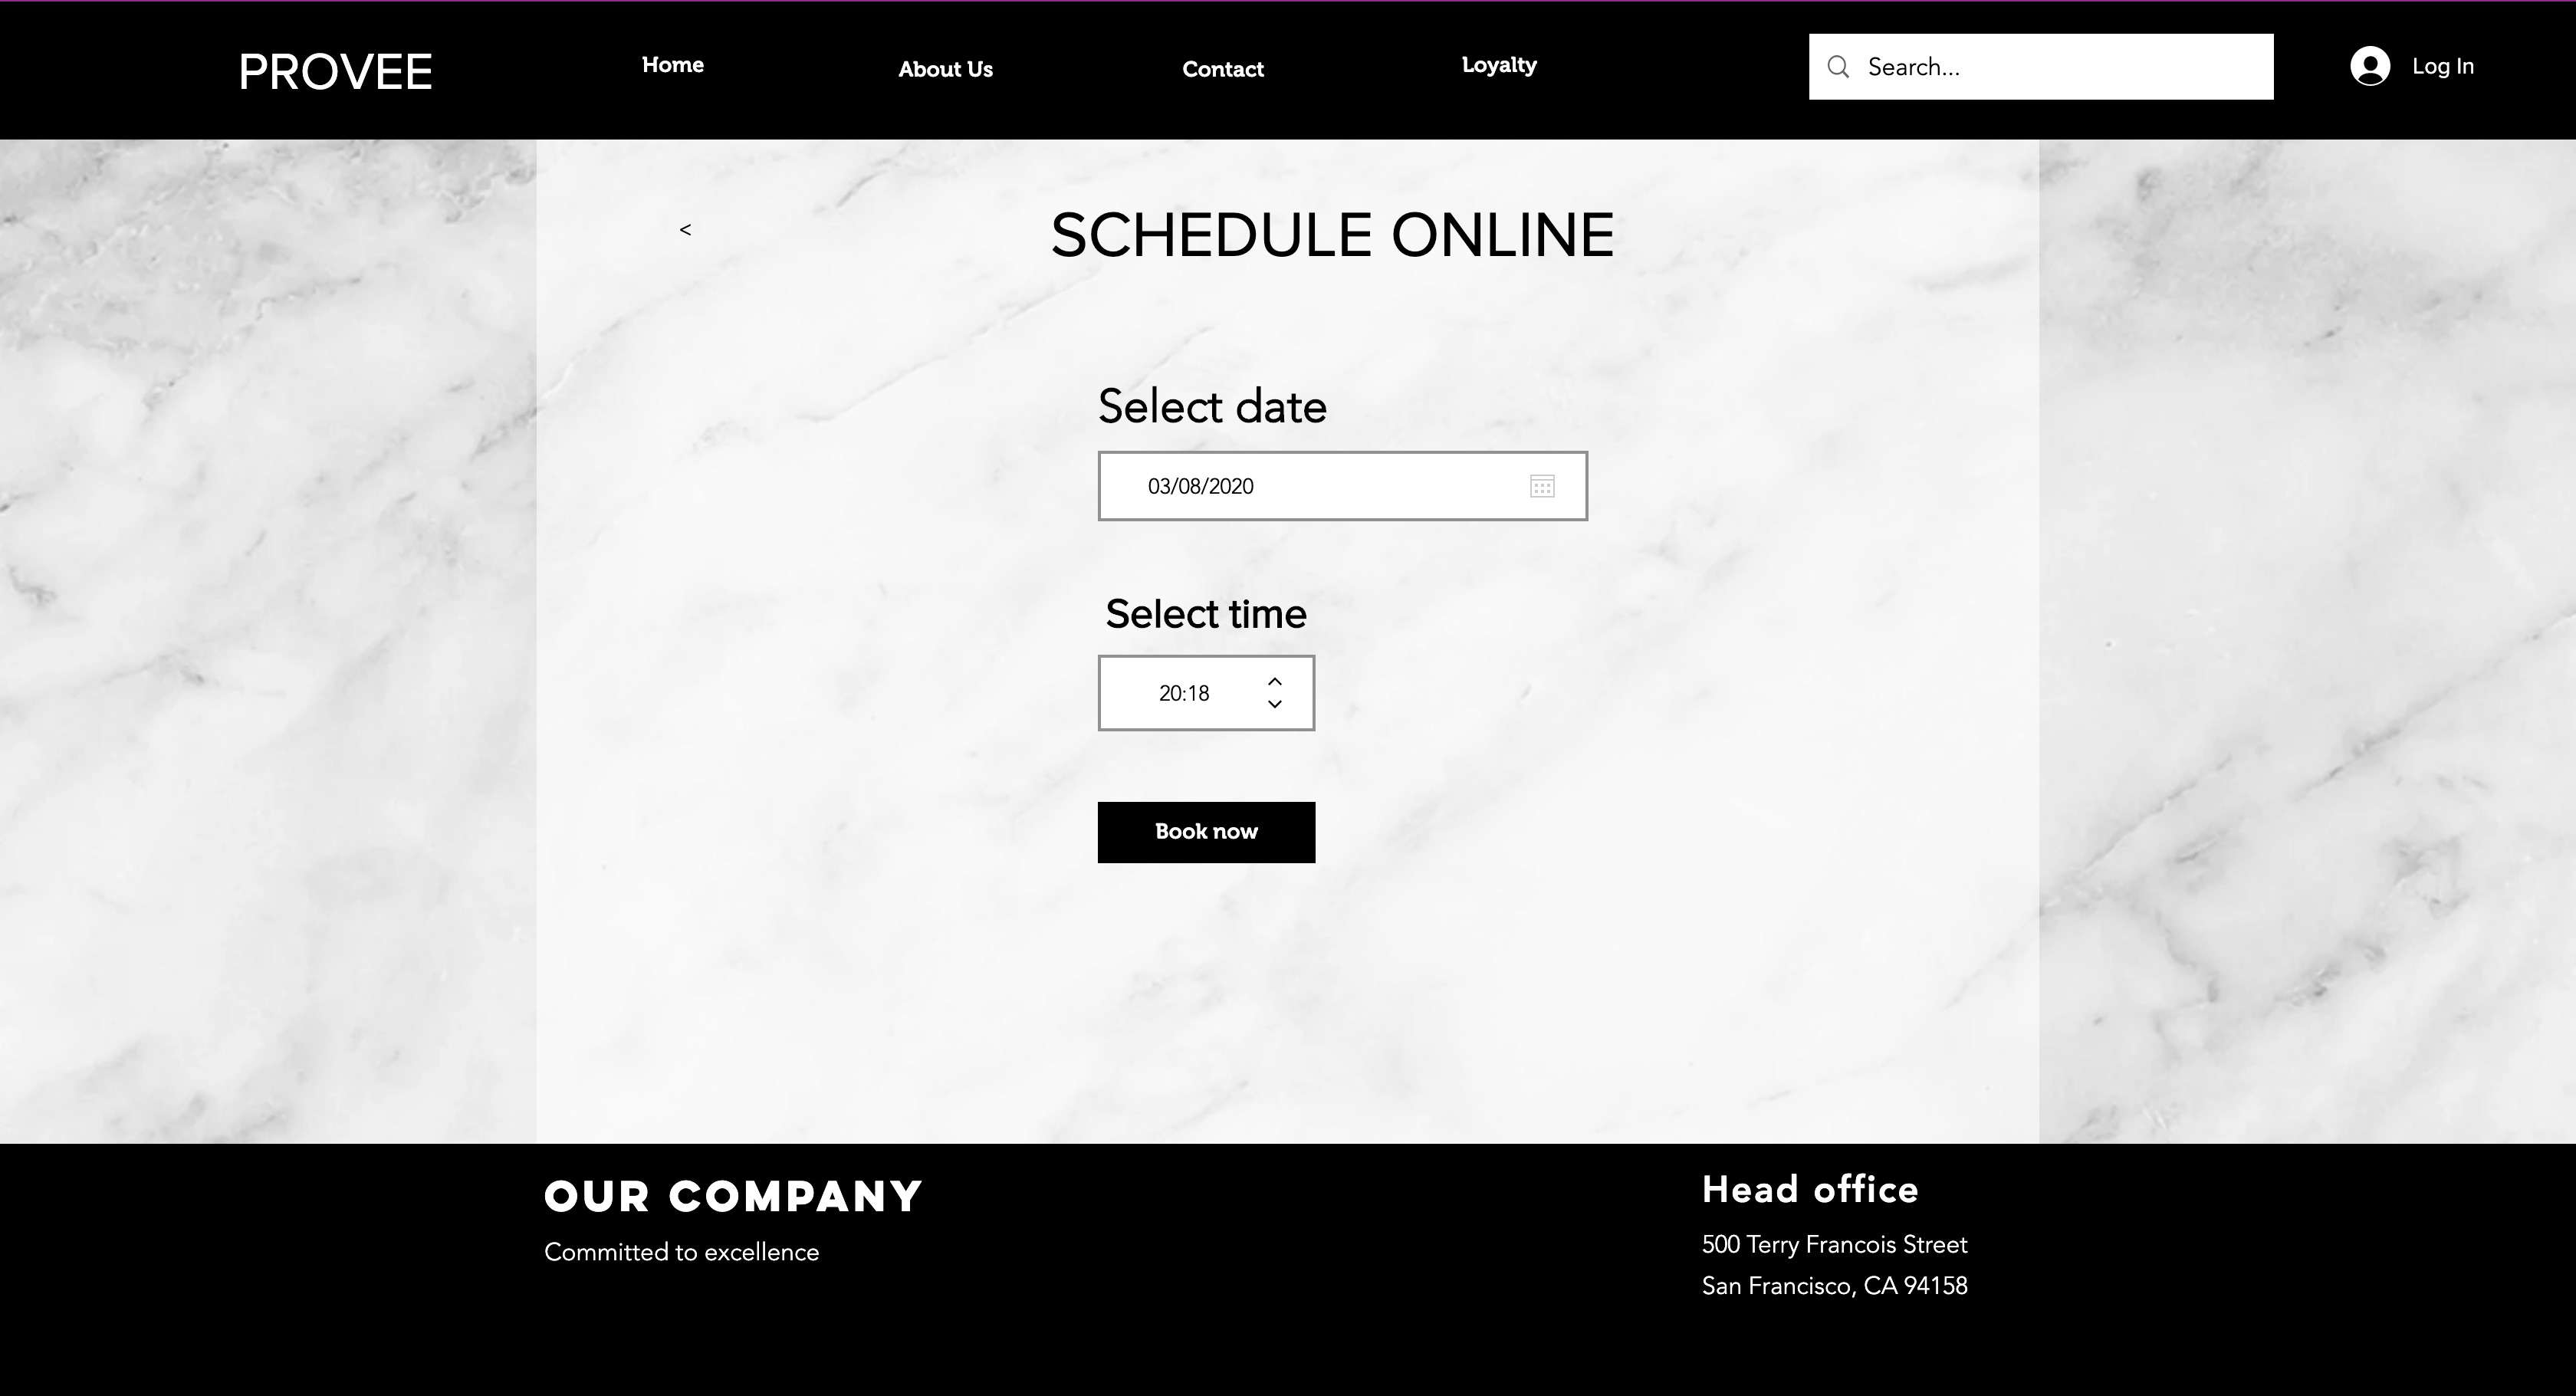 PROVEE
Home
About Us
Contact
Loyalty
Search...
Log In
<
SCHEDULE ONLINE
Select date
03/08/2020
Select time
20:18
Book now
OUR COMPANY
Committed to excellence
Head office
500 Terry Francois Street
San Francisco, CA 94158